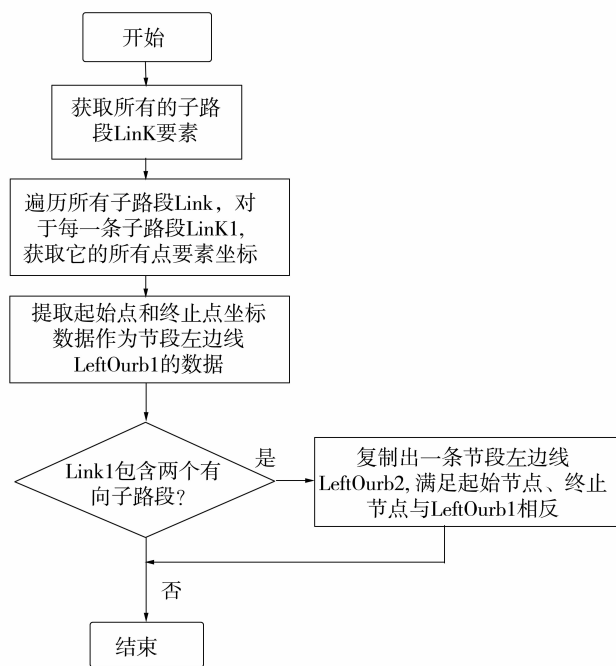 开始
获取所有的子路
段LinK要素
遍历所有子路段Link，对
于每一条子路段LinK1，
获取它的所有点要素坐标
提取起始点和终止点坐标
数据作为节段左边线
LeftOurb1的数据
Link1包含两个有
向子路段？
是
复制出一条节段左边线
LeftOurb2，满足起始节点、终止
节点与LeftOurb1相反
否
结束